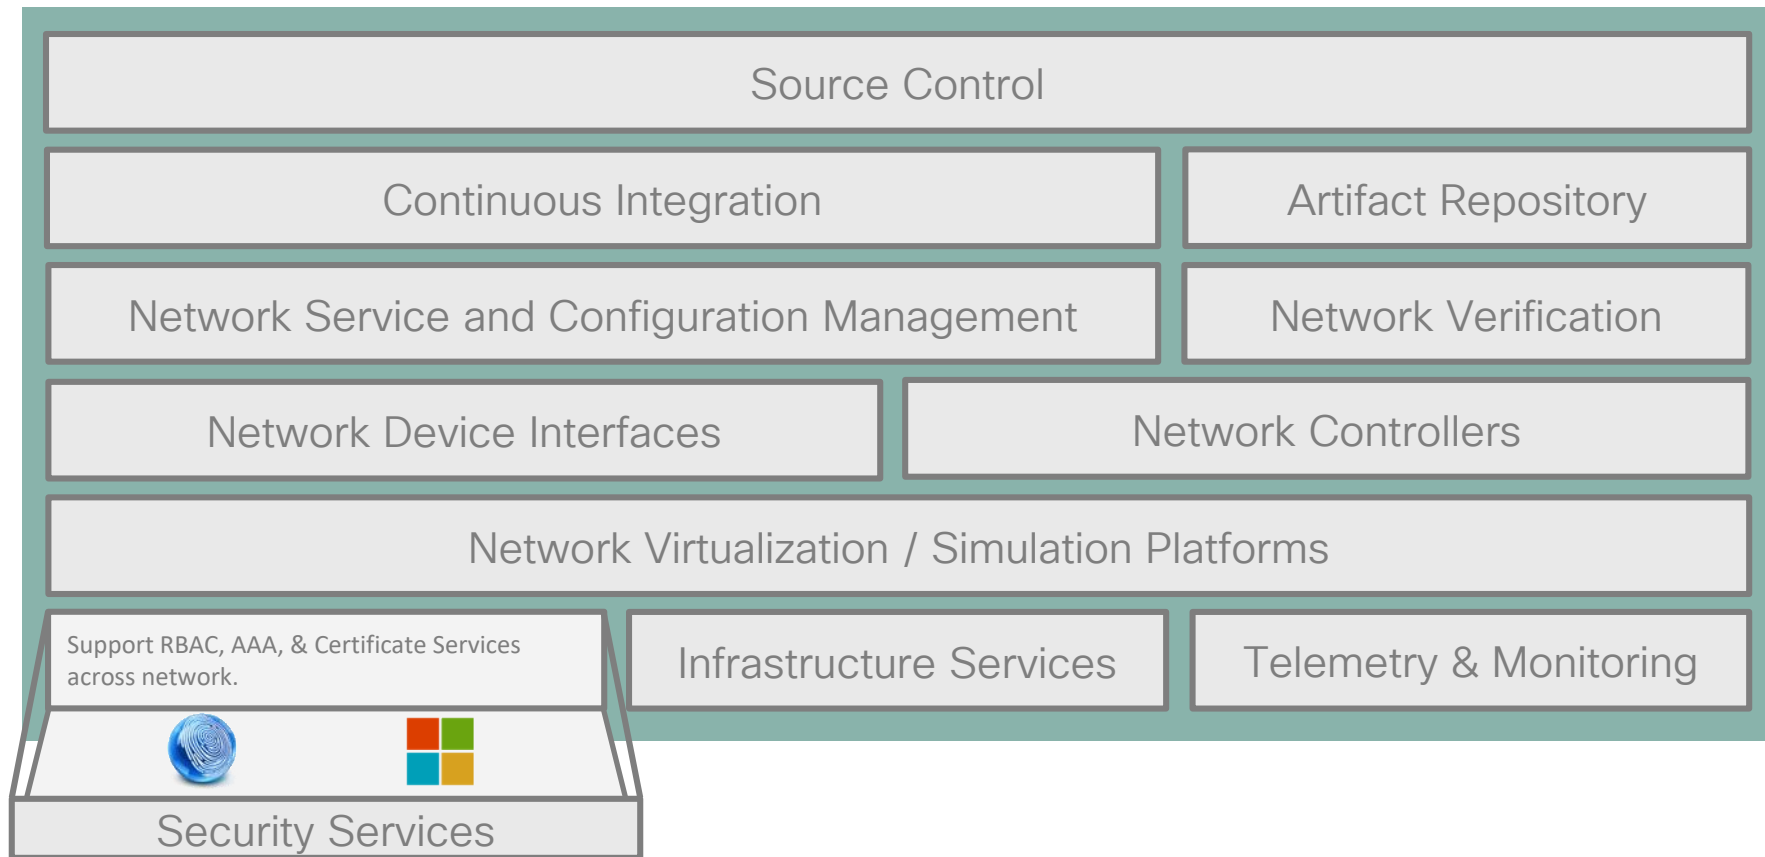 Source Control
Continuous Integration
Artifact Repository
Network Service and Configuration Management
Network Verification
Network Device Interfaces
Network Controllers
Network Virtualization / Simulation Platforms
Support RBAC, AAA, & Certificate Services
across network.
Infrastructure Services
Telemetry & Monitoring
Security Services